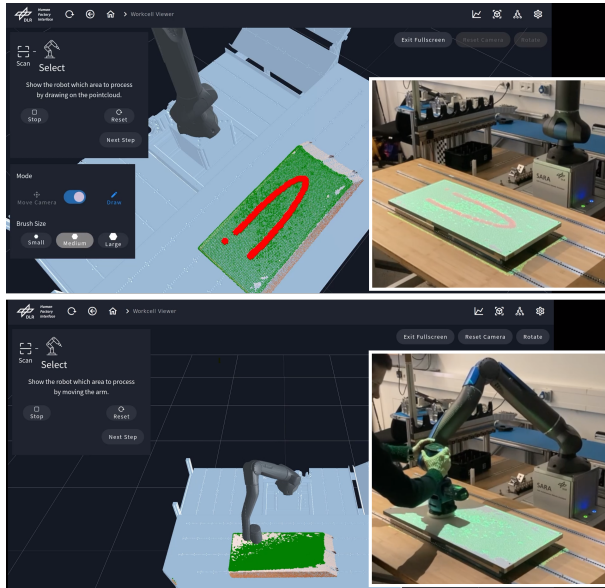 DLR
Human
Factory
Interface
> Workcell Viewer
Exit Fullscreen
Reset Camera
Rotate
Scan
Select
Show the robot which area to process
by drawing on the pointcloud.
Stop
Reset
Next Step
Mode
Move Camera
Draw
Brush Size
Small
Medium
Large
SARA
DLR
Human
Factory
Interface
> Workcell Viewer
Exit Fullscreen
Reset Camera
Rotate
Scan
Select
Show the robot which area to process
by moving the arm.
Stop
Reset
Next Step
SARA